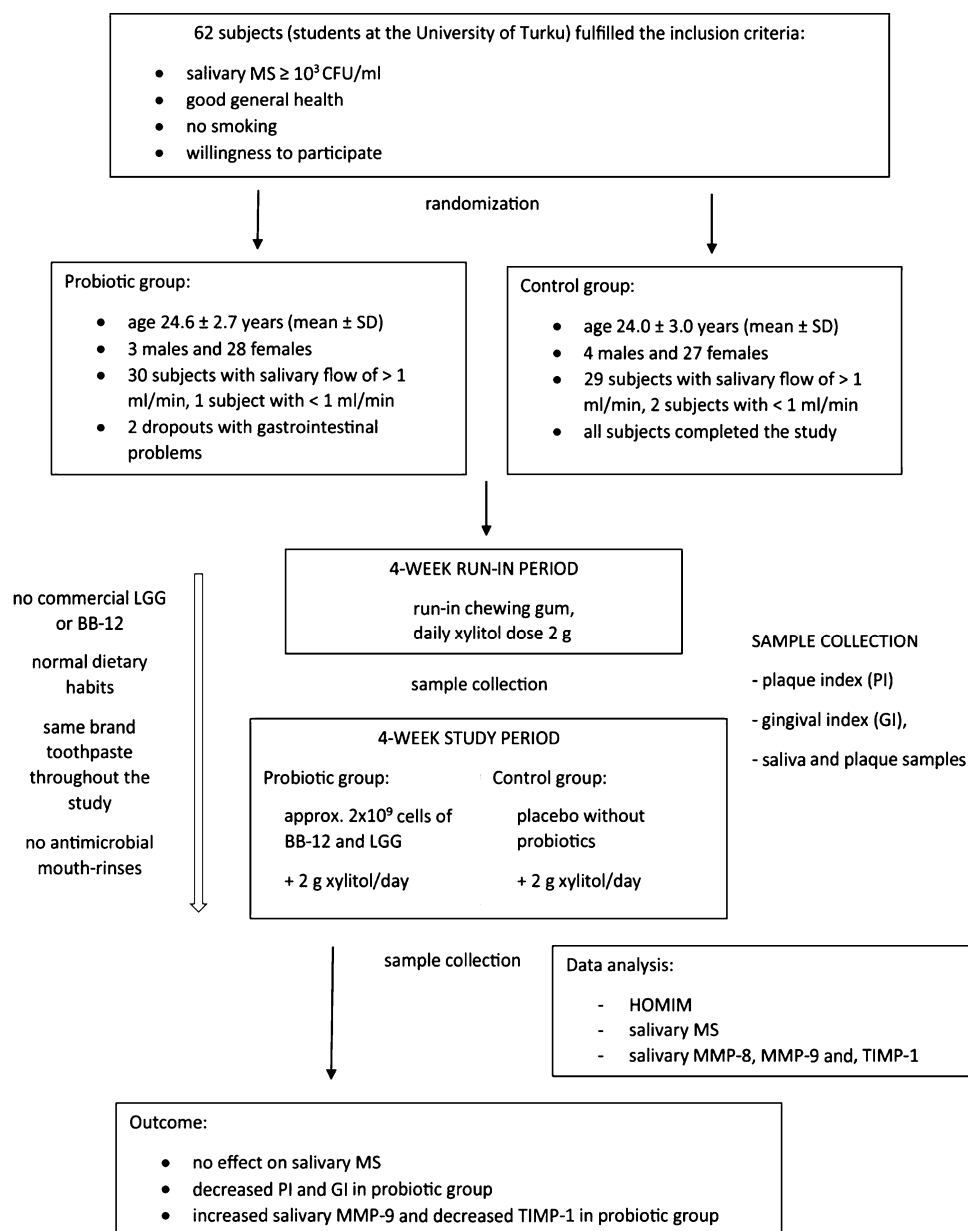 62 subjects (students at the University of Turku) fulfilled the inclusion criteria:
• salivary MS ≥ 10³ CFU/ml
• good general health
• no smoking
• willingness to participate
randomization
Probiotic group:
• age 24.6 ± 2.7 years (mean ± SD)
• 3 males and 28 females
• 30 subjects with salivary flow of > 1
ml/min, 1 subject with < 1 ml/min
• 2 dropouts with gastrointestinal
problems
Control group:
• age 24.0 ± 3.0 years (mean ± SD)
• 4 males and 27 females
• 29 subjects with salivary flow of > 1
ml/min, 2 subjects with < 1 ml/min
• all subjects completed the study
4-WEEK RUN-IN PERIOD
run-in chewing gum,
daily xylitol dose 2 g
no commercial LGG
or BB-12
normal dietary
habits
same brand
toothpaste
throughout the
study
no antimicrobial
mouth-rinses
sample collection
SAMPLE COLLECTION
- plaque index (PI)
- gingival index (GI),
- saliva and plaque samples
4-WEEK STUDY PERIOD
Probiotic group:
approx. 2x10⁹ cells of
BB-12 and LGG
+ 2 g xylitol/day
Control group:
placebo without
probiotics
+ 2 g xylitol/day
sample collection
Data analysis:
- HOMIM
- salivary MS
- salivary MMP-8, MMP-9 and, TIMP-1
Outcome:
• no effect on salivary MS
• decreased PI and GI in probiotic group
• increased salivary MMP-9 and decreased TIMP-1 in probiotic group